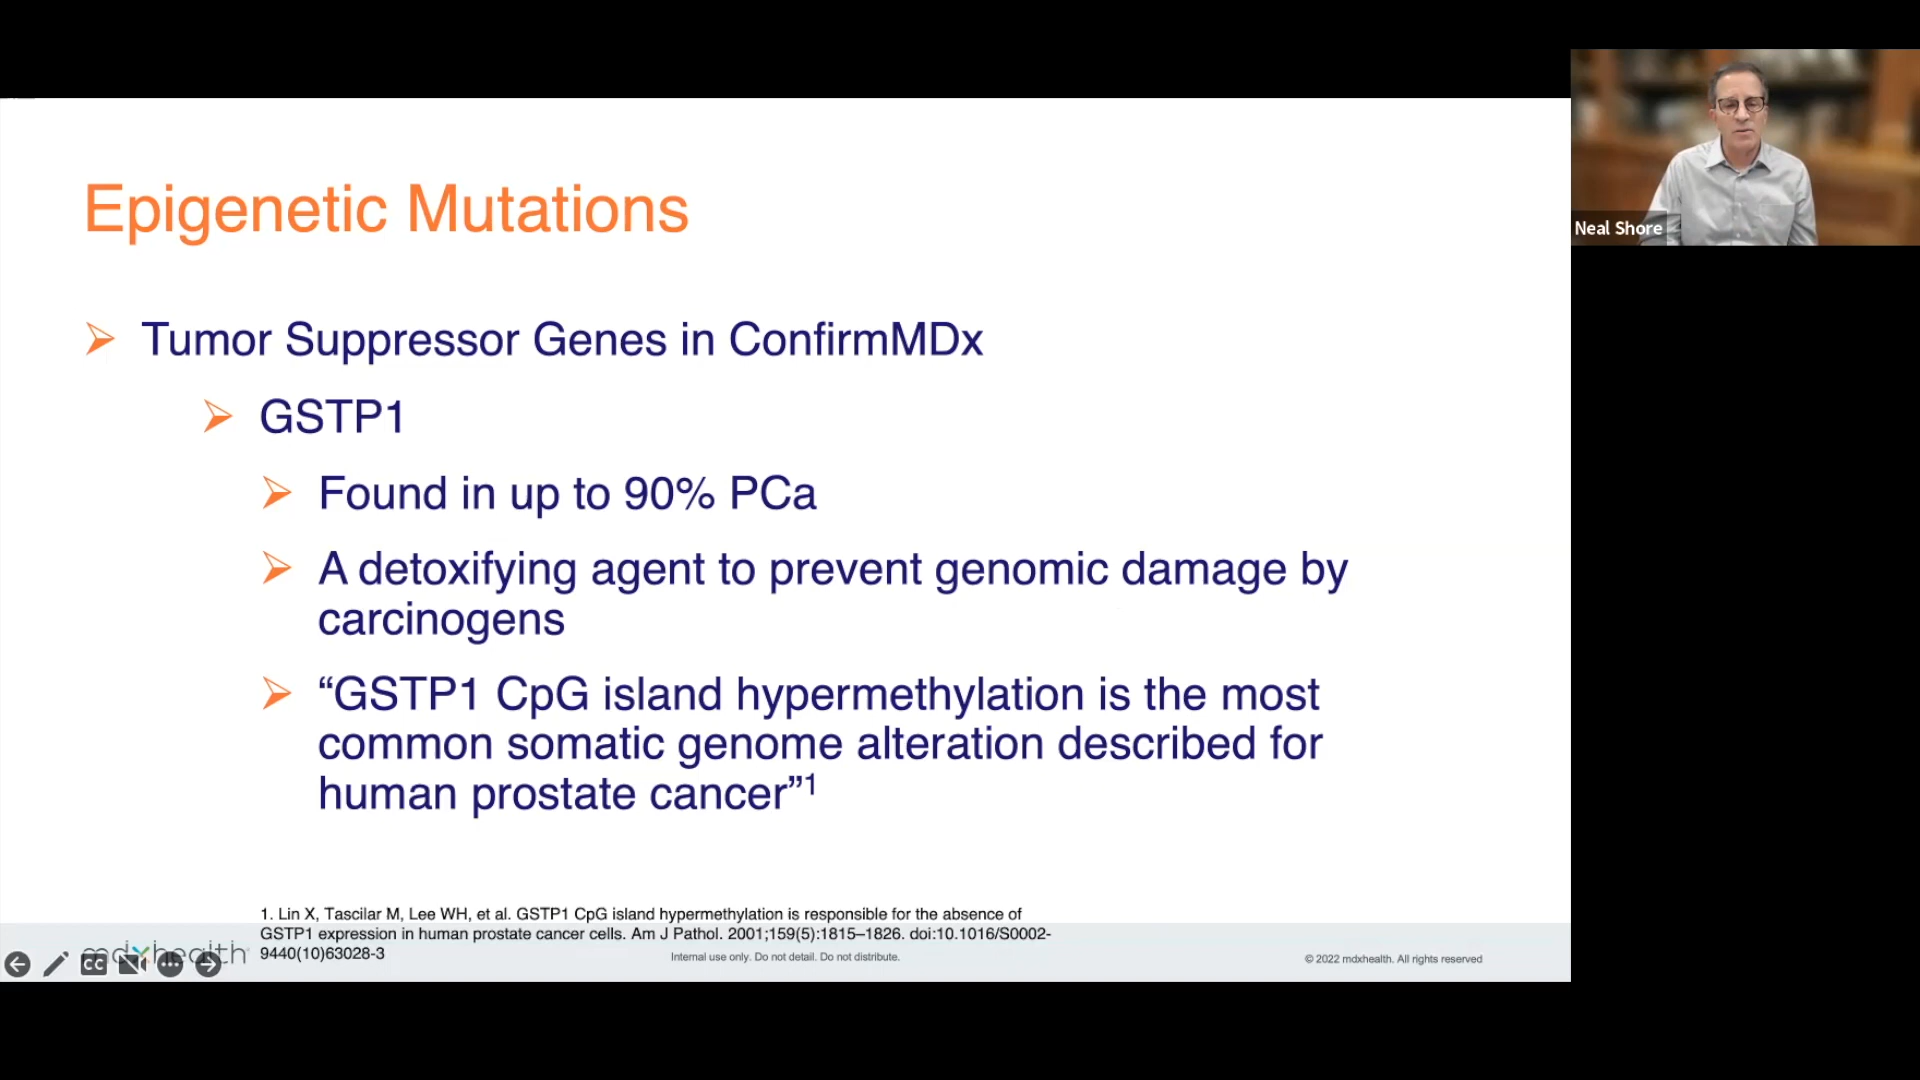 Epigenetic Mutations
Tumor Suppressor Genes in ConfirmMDx
GSTP1
Found in up to 90% PCa
A detoxifying agent to prevent genomic damage by
carcinogens
“GSTP1 CpG island hypermethylation is the most
common somatic genome alteration described for
human prostate cancer”1
1. Lin X, Tascilar M, Lee WH, et al. GSTP1 CpG island hypermethylation is responsible for the absence of
GSTP1 expression in human prostate cancer cells. Am J Pathol. 2001;159(5):1815–1826. doi:10.1016/S0002-
9440(10)63028-3
mdxhealth
CC
Internal use only. Do not detail. Do not distribute.
© 2022 mdxhealth. All rights reserved
Neal Shore